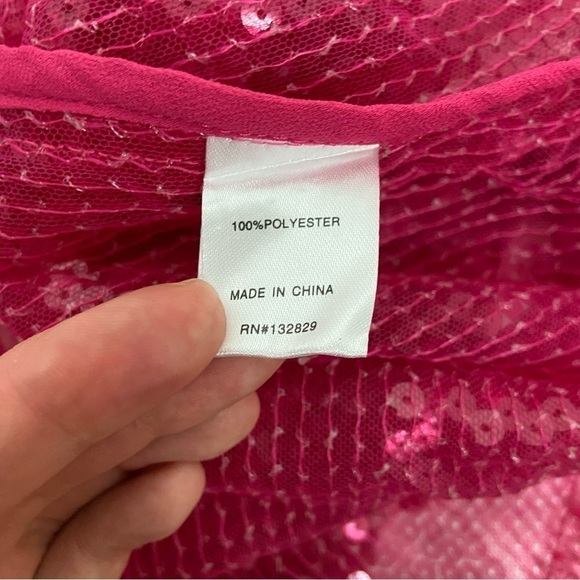 100%POLYESTER
MADE IN CHINA
RN#132829